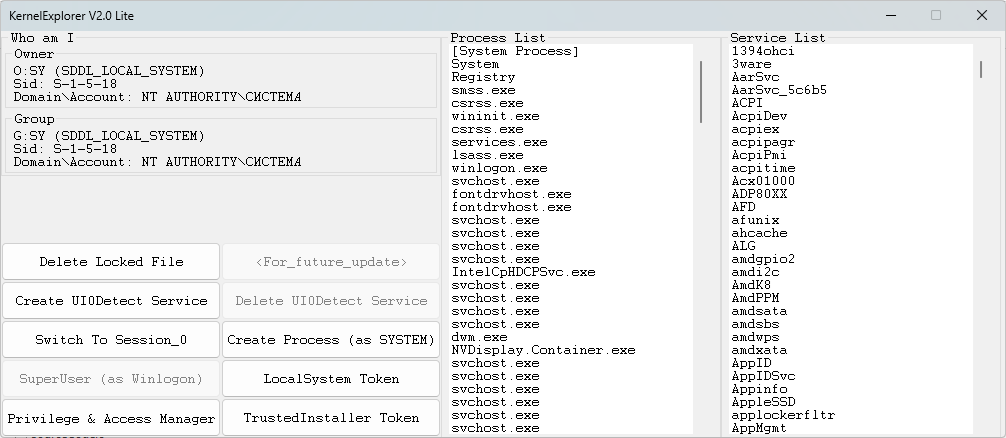 KernelExplorer V2.0 Lite
Who am I
Owner
O:SY (SDDL_LOCAL_SYSTEM)
Sid: S-1-5-18
Domain\Account: NT AUTHORITY\СИСТЕМА
Group
G:SY (SDDL_LOCAL_SYSTEM)
Sid: S-1-5-18
Domain\Account: NT AUTHORITY\СИСТЕМА
Delete Locked File
<For_future_update>
Create UI0Detect Service
Delete UI0Detect Service
Switch To Session_0
Create Process (as SYSTEM)
SuperUser (as Winlogon)
LocalSystem Token
Privilege & Access Manager
TrustedInstaller Token
Process List
[System Process]
System
Registry
smss.exe
csrss.exe
wininit.exe
csrss.exe
services.exe
lsass.exe
winlogon.exe
svchost.exe
fontdrvhost.exe
fontdrvhost.exe
svchost.exe
svchost.exe
svchost.exe
svchost.exe
IntelCpHDCPSvc.exe
svchost.exe
svchost.exe
svchost.exe
svchost.exe
dwm.exe
NVDisplay.Container.exe
svchost.exe
svchost.exe
svchost.exe
svchost.exe
svchost.exe
svchost.exe
Service List
1394ohci
3ware
AarSvc
AarSvc_5c6b5
ACPI
AcpiDev
acpiex
acpipagr
AcpiPmi
acpitime
Acx01000
ADP80XX
AFD
afunix
ahcache
ALG
amdgpio2
amdi2c
AmdK8
AmdPPM
amdsata
amdsbs
amdwps
amdxata
AppID
AppIDSvc
Appinfo
AppleSSD
applockerfltr
AppMgmt